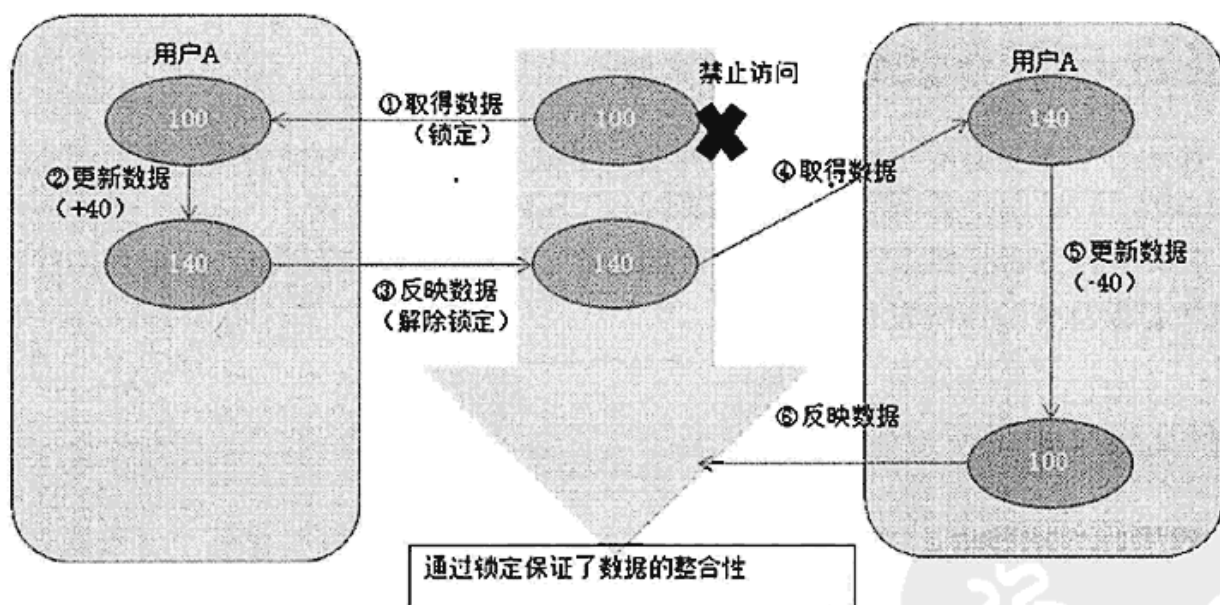 用户A
100
①取得数据
（锁定）
100
禁止访问
用户A
140
②更新数据
（+40）
④取得数据
140
③反映数据
（解除锁定）
140
⑤更新数据
（-40）
⑥反映数据
100
通过锁定保证了数据的整合性